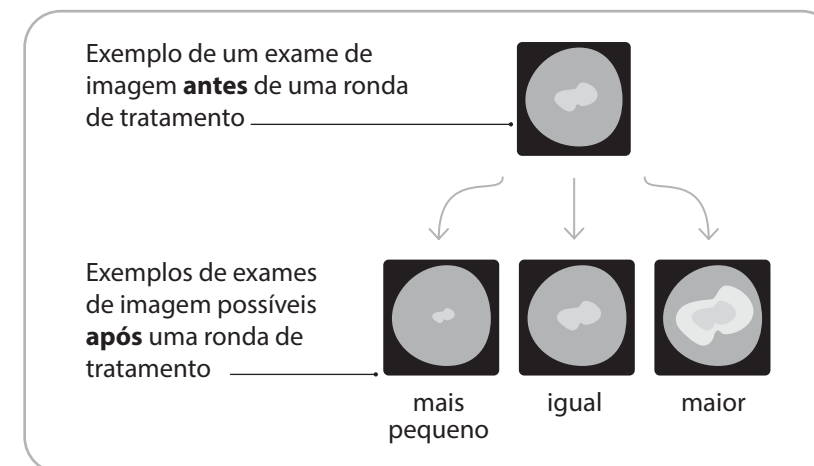 Exemplo de um exame de
imagem antes de uma ronda
de tratamento
Exemplos de exames
de imagem possíveis
após uma ronda de
tratamento
mais
pequeno
igual
maior